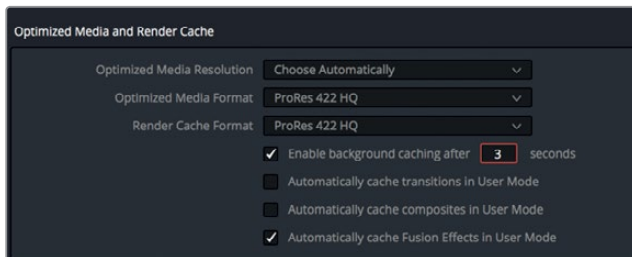 Optimized Media and Render Cache
Optimized Media Resolution Choose Automatically
Optimized Media Format ProRes 422 HQ
Render Cache Format ProRes 422 HQ
Enable background caching after 3 seconds
Automatically cache transitions in User Mode
Automatically cache composites in User Mode
Automatically cache Fusion Effects in User Mode